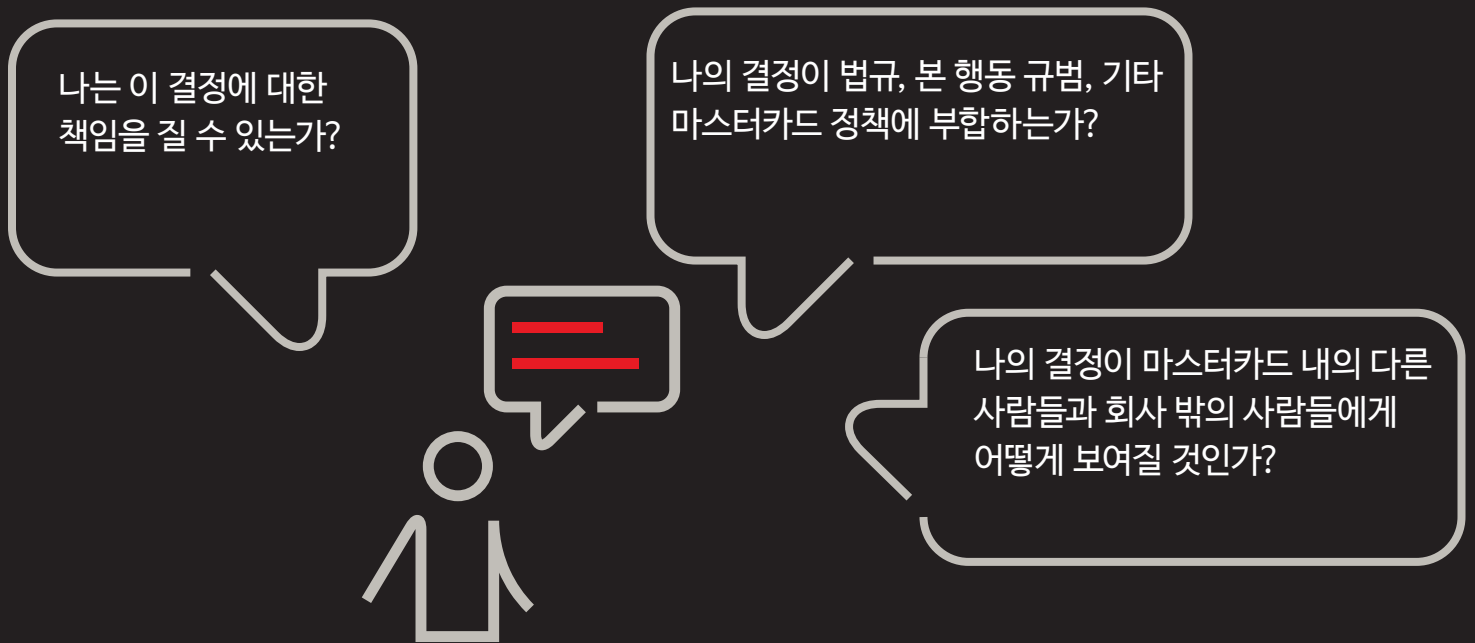 나는 이 결정에 대한
책임을 질 수 있는가?
나의 결정이 법규, 본 행동 규범, 기타
마스터카드 정책에 부합하는가?
나의 결정이 마스터카드 내의 다른
사람들과 회사 밖의 사람들에게
어떻게 보여질 것인가?